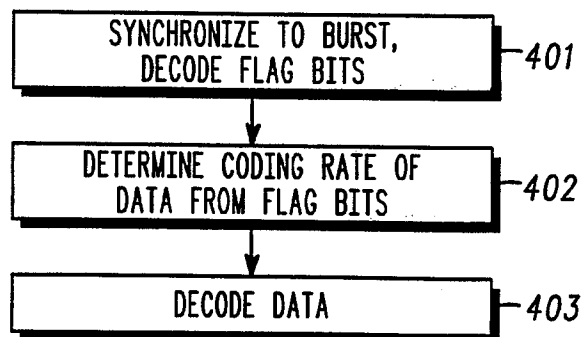 SYNCHRONIZE TO BURST,
DECODE FLAG BITS
401
DETERMINE CODING RATE OF
DATA FROM FLAG BITS
402
DECODE DATA
403